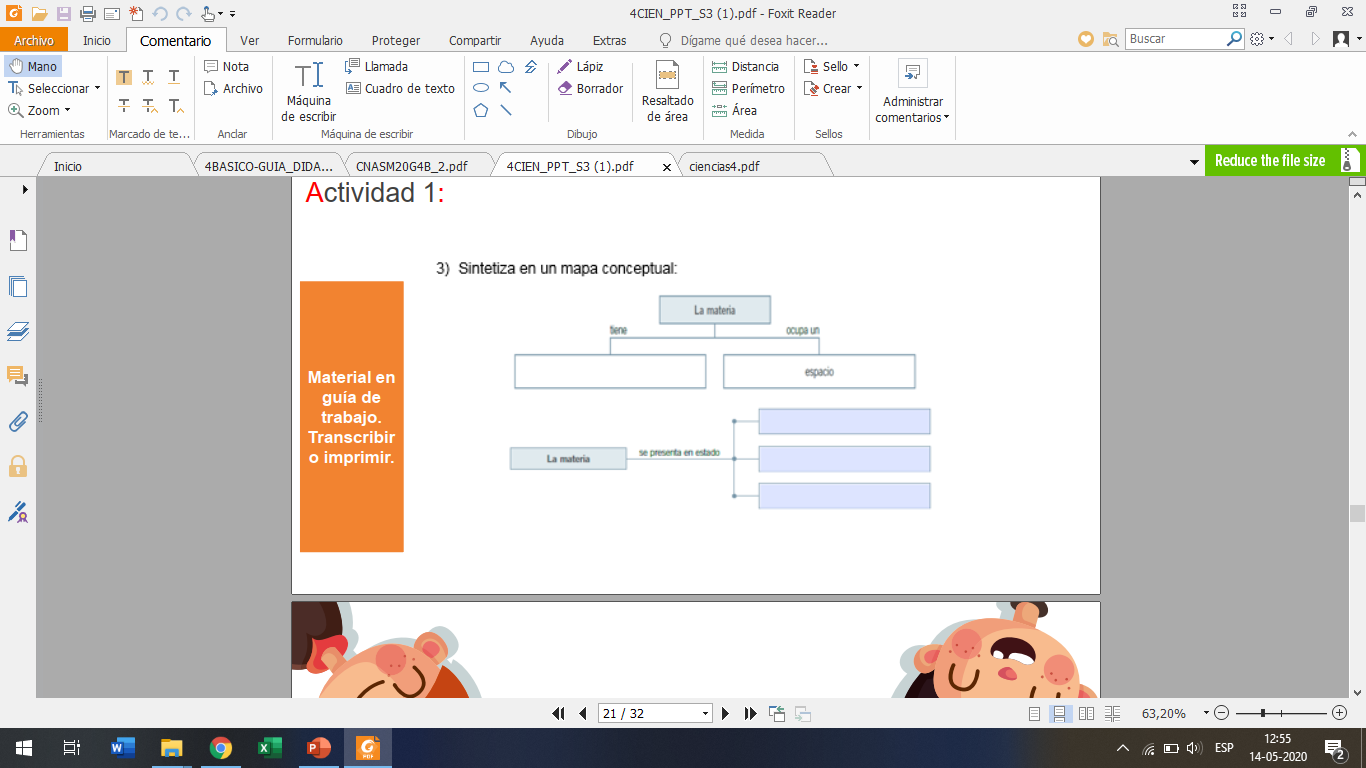 4CIEN_PPT_S3 (1).pdf - Foxit Reader
Archivo Inicio Comentario Ver Formulario Proteger Compartir Ayuda Extras Dígame qué desea hacer... Buscar
Mano
Seleccionar
Zoom
Herramientas
Marcado de te...
Nota
Archivo
Anclar
Máquina
de escribir
Llamada
Cuadro de texto
Máquina de escribir
Lápiz
Borrador
Dibujo
Resaltado
de área
Distancia
Perímetro
Área
Medida
Sello
Crear
Sellos
Administrar
comentarios
Inicio 4BASICO-GUIA_DIDA... CNASM20G4B_2.pdf 4CIEN_PPT_S3 (1).pdf ciencias4.pdf Reduce the file size
Actividad 1:
3) Sintetiza en un mapa conceptual:
La materia
tiene ocupa un
espacio
La materia se presenta en estado
Material en
guía de
trabajo.
Transcribir
o imprimir.
21 / 32 63,20%
12:55
ESP
14-05-2020 2